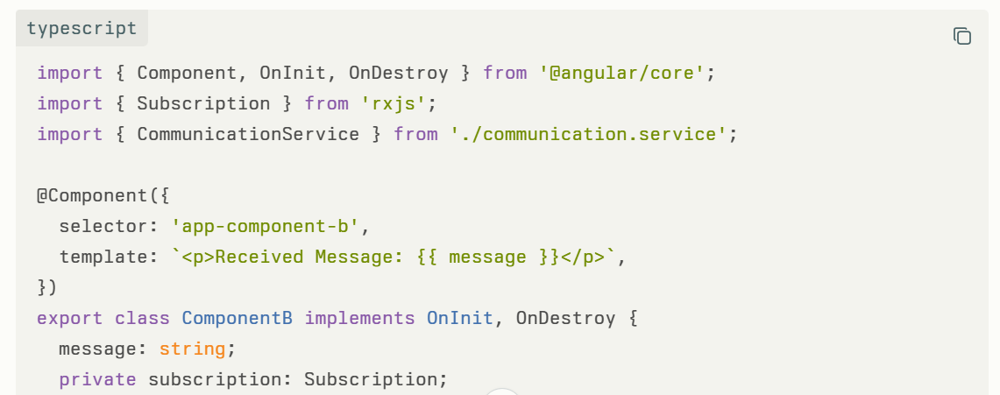 typescript
import { Component, OnInit, OnDestroy } from '@angular/core';
import { Subscription } from 'rxjs';
import { CommunicationService } from './communication.service';
@Component({
  selector: 'app-component-b',
  template: `<p>Received Message: {{ message }}</p>`,
})
export class ComponentB implements OnInit, OnDestroy {
  message: string;
  private subscription: Subscription;